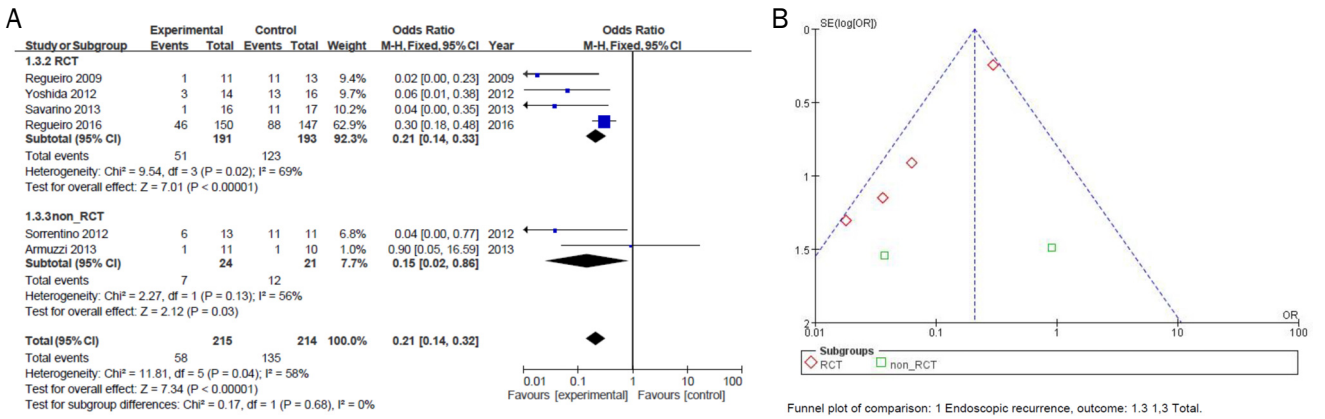 A
Experimental Control Odds Ratio Odds Ratio
Study or Subgroup Events Total Events Total Weight M-H, Fixed, 95% CI Year M-H, Fixed, 95% CI
1.3.2 RCT
Regueiro 2009 1 11 11 13 9.4% 0.02 [0.00, 0.23] 2009
Yoshida 2012 3 14 13 16 9.7% 0.06 [0.01, 0.38] 2012
Savarino 2013 1 16 11 17 10.2% 0.04 [0.00, 0.35] 2013
Regueiro 2016 46 150 88 147 62.9% 0.30 [0.18, 0.48] 2016
Subtotal (95% CI) 191 193 92.3% 0.21 [0.14, 0.33]
Total events 51 123
Heterogeneity: Chi² = 9.54, df = 3 (P = 0.02); I² = 69%
Test for overall effect: Z = 7.01 (P < 0.00001)
1.3.3 non_RCT
Sorrentino 2012 6 13 11 11 6.8% 0.04 [0.00, 0.77] 2012
Armuzzi 2013 1 11 1 10 1.0% 0.90 [0.05, 16.59] 2013
Subtotal (95% CI) 24 21 7.7% 0.15 [0.02, 0.86]
Total events 7 12
Heterogeneity: Chi² = 2.27, df = 1 (P = 0.13); I² = 56%
Test for overall effect: Z = 2.12 (P = 0.03)
Total (95% CI) 215 214 100.0% 0.21 [0.14, 0.32]
Total events 58 135
Heterogeneity: Chi² = 11.81, df = 5 (P = 0.04); I² = 58%
Test for overall effect: Z = 7.34 (P < 0.00001)
Test for subgroup differences: Chi² = 0.17, df = 1 (P = 0.68), I² = 0%
0.01 0.1 1 10 100
Favours [experimental] Favours [control]
B
SE(log[OR])
0
0.5
1
1.5
2
OR
0.01 0.1 1 10 100
Subgroups
RCT non_RCT
Funnel plot of comparison: 1 Endoscopic recurrence, outcome: 1.3 1,3 Total.